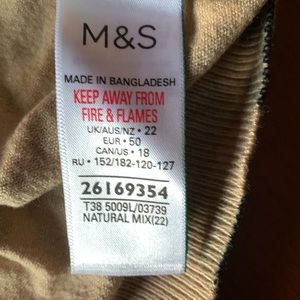 M&S
MADE IN BANGLADESH
KEEP AWAY FROM
FIRE & FLAMES
UK/AUS/NZ • 22
EUR • 50
CAN/US • 18
RU • 152/182-120-127
26169354
T38 5009L/03739
NATURAL MIX(22)